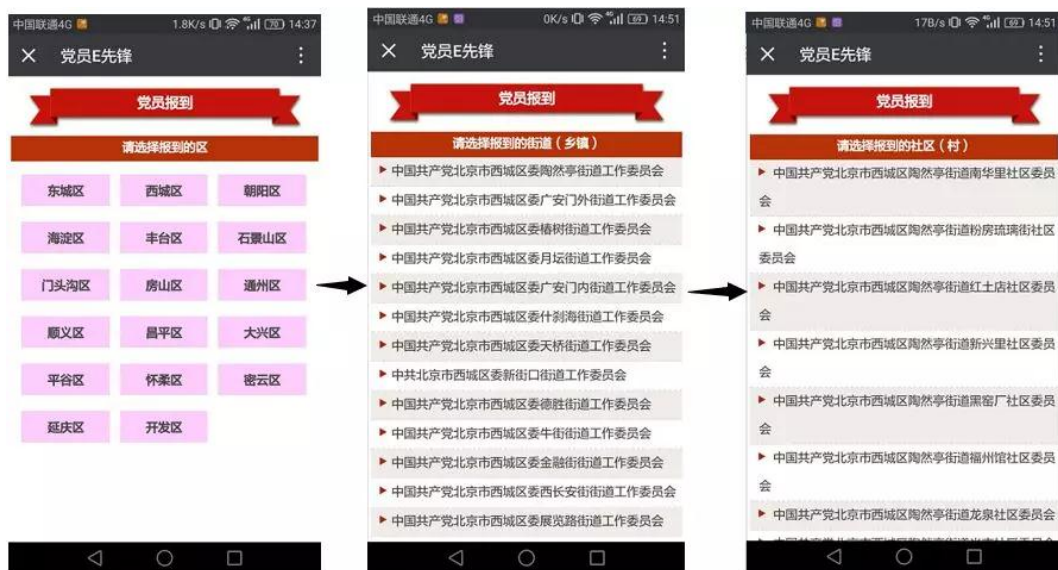 中国联通4G 1.8K/s 4G 70 14:37
党员E先锋
党员报到
请选择报到的区
东城区 西城区 朝阳区
海淀区 丰台区 石景山区
门头沟区 房山区 通州区
顺义区 昌平区 大兴区
平谷区 怀柔区 密云区
延庆区 开发区
中国联通4G 0K/s 4G 69 14:51
党员E先锋
党员报到
请选择报到的街道（乡镇）
中国共产党北京市西城区委陶然亭街道工作委员会
中国共产党北京市西城区委广安门外街道工作委员会
中国共产党北京市西城区委椿树街道工作委员会
中国共产党北京市西城区委月坛街道工作委员会
中国共产党北京市西城区委广安门内街道工作委员会
中国共产党北京市西城区委什刹海街道工作委员会
中国共产党北京市西城区委天桥街道工作委员会
中共北京市西城区委新街口街道工作委员会
中国共产党北京市西城区委德胜街道工作委员会
中国共产党北京市西城区委牛街街道工作委员会
中国共产党北京市西城区委金融街街道工作委员会
中国共产党北京市西城区委西长安街街道工作委员会
中国共产党北京市西城区委展览路街道工作委员会
中国联通4G 17B/s 4G 69 14:51
党员E先锋
党员报到
请选择报到的社区（村）
中国共产党北京市西城区陶然亭街道南华里社区委员
会
中国共产党北京市西城区陶然亭街道粉房琉璃街社区
委员会
中国共产党北京市西城区陶然亭街道红土店社区委员
会
中国共产党北京市西城区陶然亭街道新兴里社区委员
会
中国共产党北京市西城区陶然亭街道黑窑厂社区委员
会
中国共产党北京市西城区陶然亭街道福州馆社区委员
会
中国共产党北京市西城区陶然亭街道龙泉社区委员会